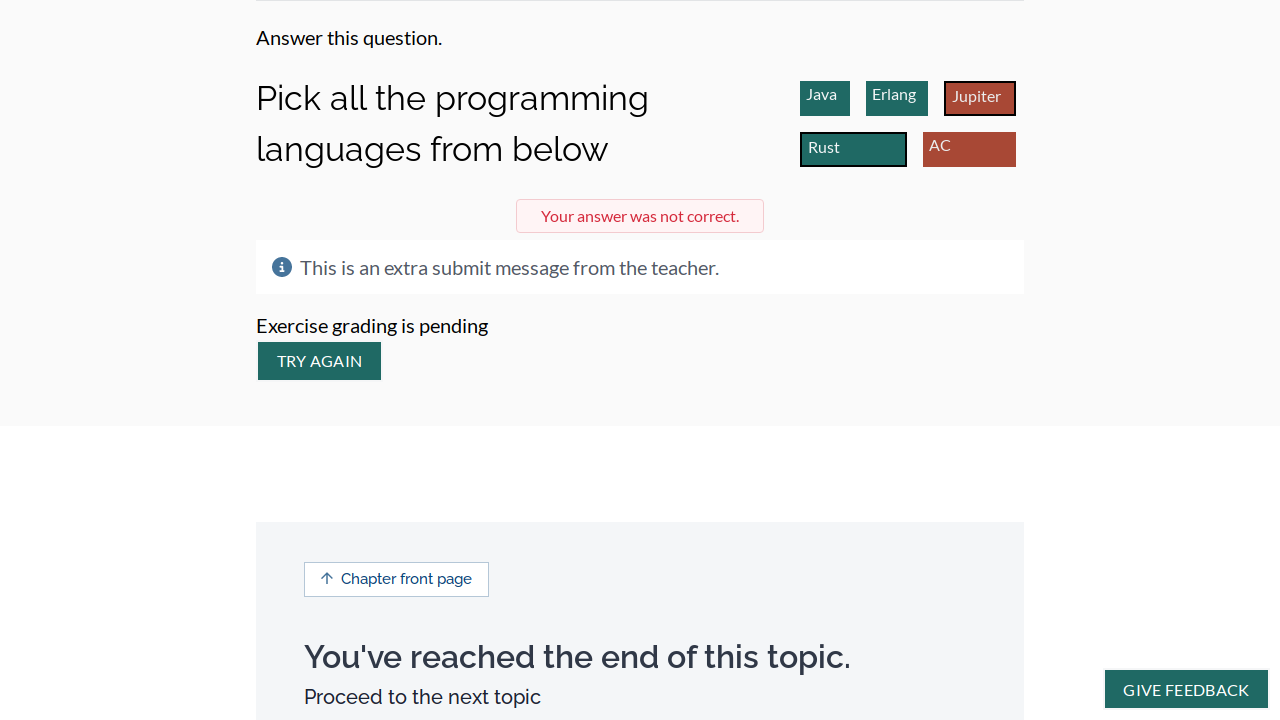 Answer this question.
Pick all the programming
languages from below
Java
Erlang
Jupiter
Rust
AC
Your answer was not correct.
This is an extra submit message from the teacher.
Exercise grading is pending
TRY AGAIN
Chapter front page
You've reached the end of this topic.
Proceed to the next topic
GIVE FEEDBACK